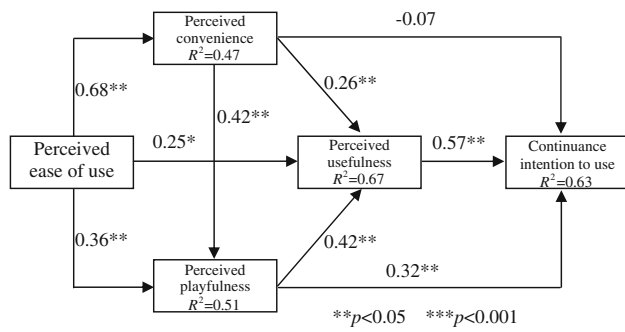 Perceived
convenience
R²=0.47
-0.07
0.68**
0.26**
0.42**
Perceived
ease of use
0.25*
Perceived
usefulness
R²=0.67
0.57**
Continuance
intention to use
R²=0.63
0.36**
0.42**
Perceived
playfulness
R²=0.51
0.32**
**p<0.05 ***p<0.001